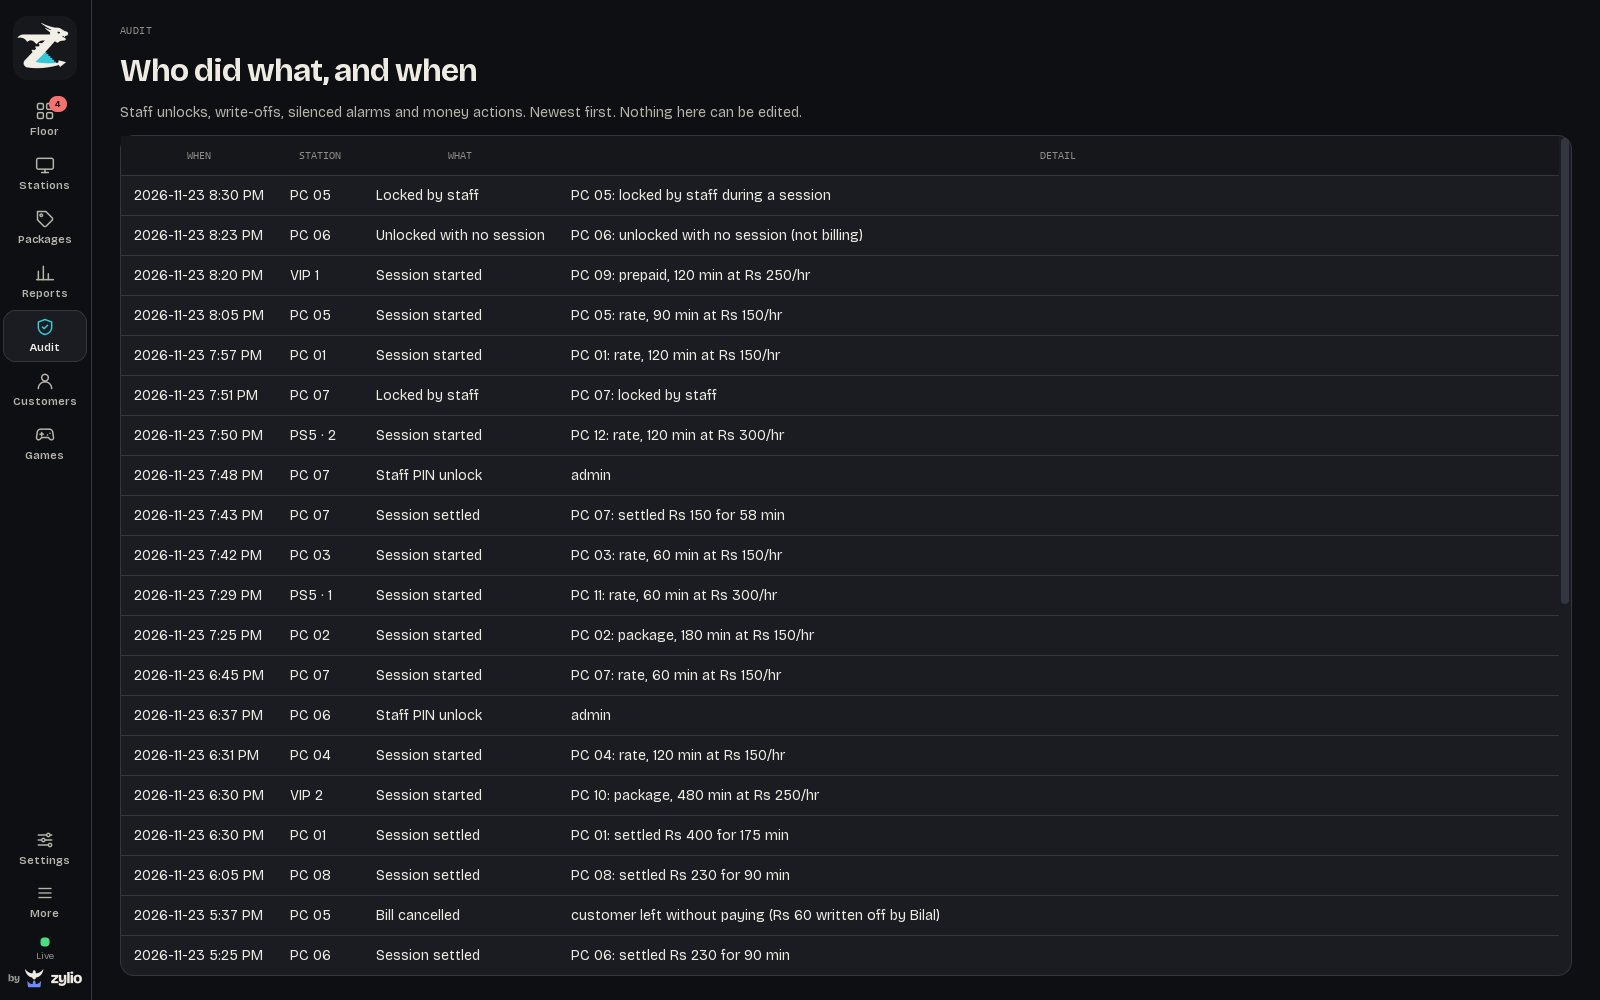 AUDIT
Who did what, and when
Staff unlocks, write-offs, silenced alarms and money actions. Newest first. Nothing here can be edited.
4
Floor
Stations
Packages
Reports
Audit
Customers
Games
Settings
More
Live
by zylio
WHEN STATION WHAT DETAIL
2026-11-23 8:30 PM PC 05 Locked by staff PC 05: locked by staff during a session
2026-11-23 8:23 PM PC 06 Unlocked with no session PC 06: unlocked with no session (not billing)
2026-11-23 8:20 PM VIP 1 Session started PC 09: prepaid, 120 min at Rs 250/hr
2026-11-23 8:05 PM PC 05 Session started PC 05: rate, 90 min at Rs 150/hr
2026-11-23 7:57 PM PC 01 Session started PC 01: rate, 120 min at Rs 150/hr
2026-11-23 7:51 PM PC 07 Locked by staff PC 07: locked by staff
2026-11-23 7:50 PM PS5 · 2 Session started PC 12: rate, 120 min at Rs 300/hr
2026-11-23 7:48 PM PC 07 Staff PIN unlock admin
2026-11-23 7:43 PM PC 07 Session settled PC 07: settled Rs 150 for 58 min
2026-11-23 7:42 PM PC 03 Session started PC 03: rate, 60 min at Rs 150/hr
2026-11-23 7:29 PM PS5 · 1 Session started PC 11: rate, 60 min at Rs 300/hr
2026-11-23 7:25 PM PC 02 Session started PC 02: package, 180 min at Rs 150/hr
2026-11-23 6:45 PM PC 07 Session started PC 07: rate, 60 min at Rs 150/hr
2026-11-23 6:37 PM PC 06 Staff PIN unlock admin
2026-11-23 6:31 PM PC 04 Session started PC 04: rate, 120 min at Rs 150/hr
2026-11-23 6:30 PM VIP 2 Session started PC 10: package, 480 min at Rs 250/hr
2026-11-23 6:30 PM PC 01 Session settled PC 01: settled Rs 400 for 175 min
2026-11-23 6:05 PM PC 08 Session settled PC 08: settled Rs 230 for 90 min
2026-11-23 5:37 PM PC 05 Bill cancelled customer left without paying (Rs 60 written off by Bilal)
2026-11-23 5:25 PM PC 06 Session settled PC 06: settled Rs 230 for 90 min